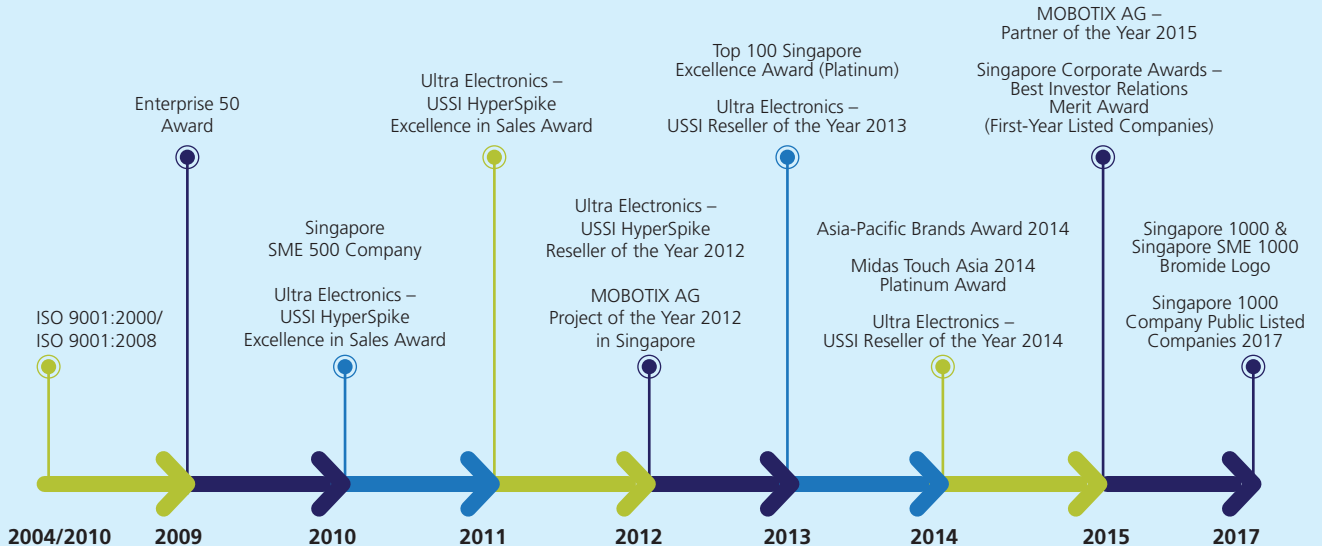 ISO 9001:2000/
ISO 9001:2008
Enterprise 50
Award
Singapore
SME 500 Company
Ultra Electronics –
USSI HyperSpike
Excellence in Sales Award
Ultra Electronics –
USSI HyperSpike
Excellence in Sales Award
Ultra Electronics –
USSI HyperSpike
Reseller of the Year 2012
MOBOTIX AG
Project of the Year 2012
in Singapore
Top 100 Singapore
Excellence Award (Platinum)
Ultra Electronics –
USSI Reseller of the Year 2013
Asia-Pacific Brands Award 2014
Midas Touch Asia 2014
Platinum Award
Ultra Electronics –
USSI Reseller of the Year 2014
MOBOTIX AG –
Partner of the Year 2015
Singapore Corporate Awards –
Best Investor Relations
Merit Award
(First-Year Listed Companies)
Singapore 1000 &
Singapore SME 1000
Bromide Logo
Singapore 1000
Company Public Listed
Companies 2017
2004/2010
2009
2010
2011
2012
2013
2014
2015
2017